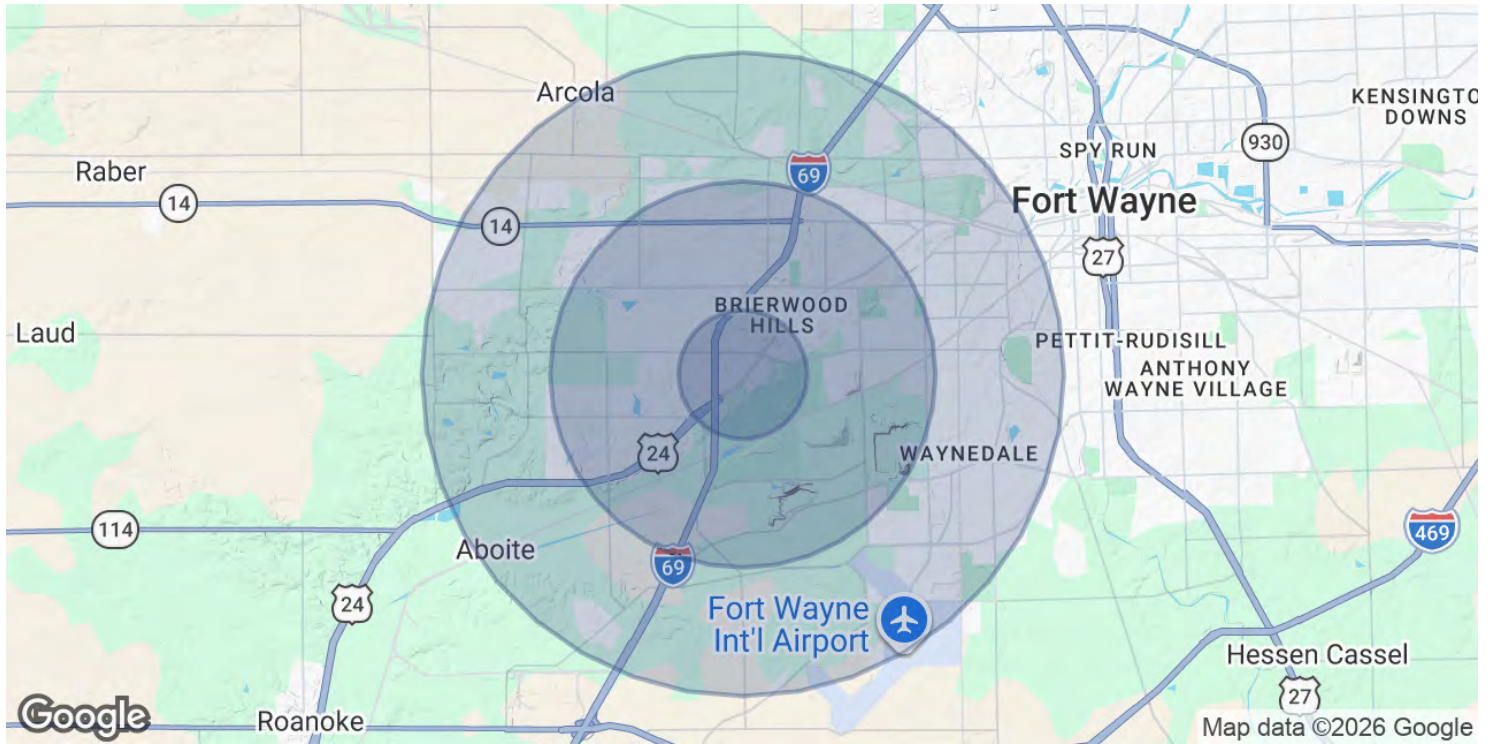 Arcola
KENSINGTO
DOWNS
930
SPY RUN
69
Raber
14
Fort Wayne
14
27
BRIERWOOD
HILLS
Laud
PETTIT-RUDISILL
ANTHONY
WAYNE VILLAGE
24
WAYNEDALE
114
469
Aboite
69
24
Fort Wayne
Int'l Airport
Hessen Cassel
27
Google
Roanoke
Map data ©2026 Google